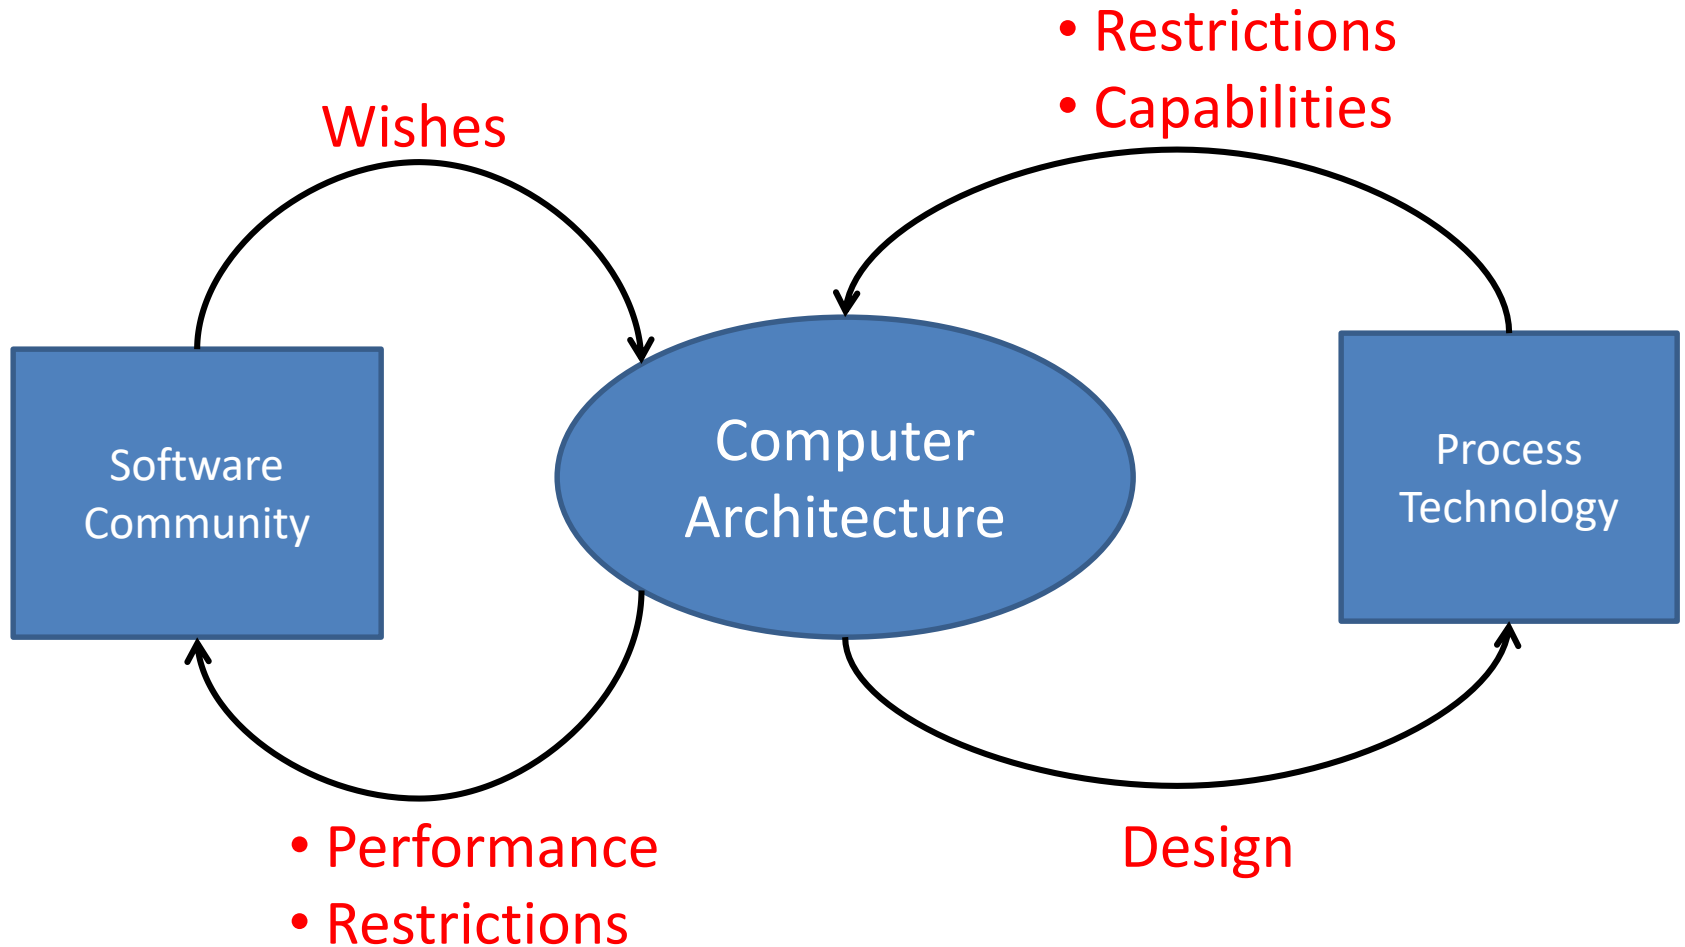 • Restrictions
• Capabilities
Wishes
Software
Community
Computer
Architecture
Process
Technology
• Performance
• Restrictions
Design